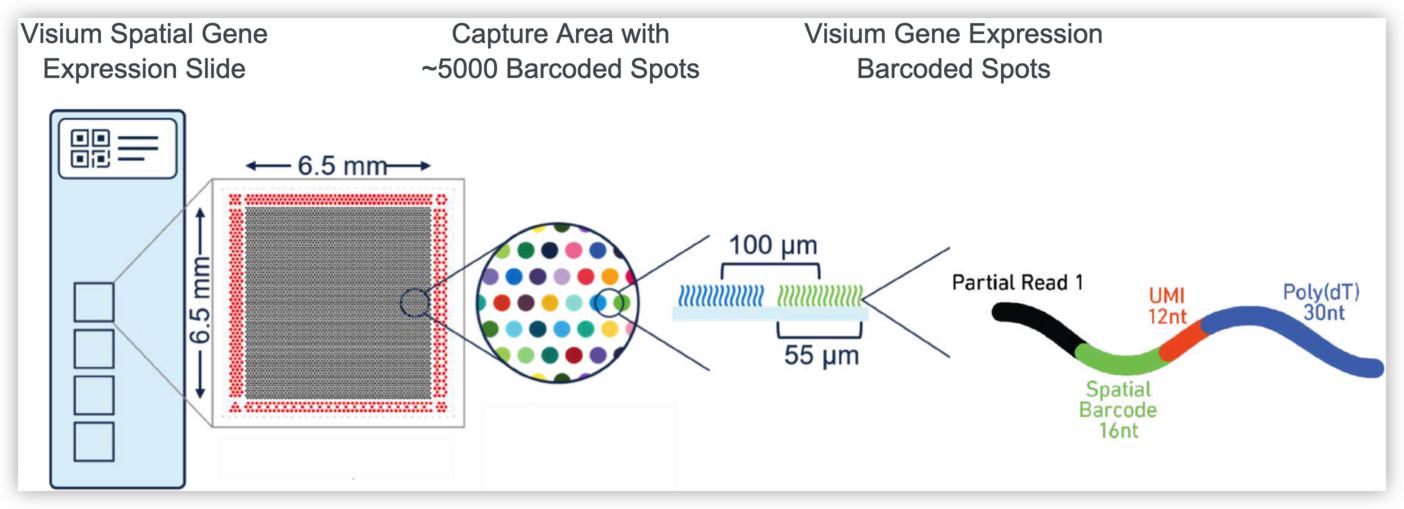 Visium Spatial Gene
Expression Slide
Capture Area with
~5000 Barcoded Spots
Visium Gene Expression
Barcoded Spots
6.5 mm
6.5 mm
100 µm
55 µm
Partial Read 1
Spatial
Barcode
16nt
UMI
12nt
Poly(dT)
30nt